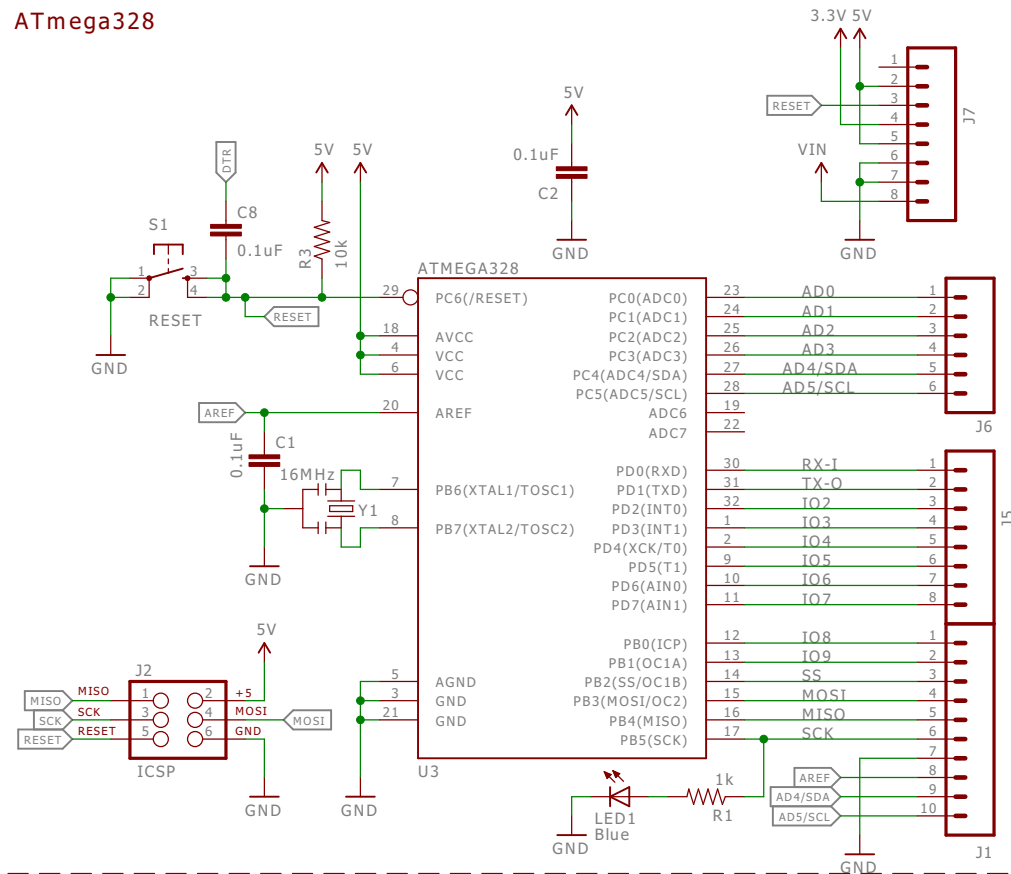 ATmega328
3.3V 5V
1
2
3
4
5
6
7
8
J7
RESET
VIN
GND
5V
0.1uF
C2
GND
DTR
C8
0.1uF
S1
1
2
3
4
RESET
GND
5V
R3
10k
5V
RESET
AREF
0.1uF
C1
16MHz
Y1
GND
ATMEGA328
29 PC6(/RESET)
18 AVCC
4 VCC
6 VCC
20 AREF
7 PB6(XTAL1/TOSC1)
8 PB7(XTAL2/TOSC2)
5 AGND
3 GND
21 GND
U3
GND
PC0(ADC0) 23 AD0 1
PC1(ADC1) 24 AD1 2
PC2(ADC2) 25 AD2 3
PC3(ADC3) 26 AD3 4
PC4(ADC4/SDA) 27 AD4/SDA 5
PC5(ADC5/SCL) 28 AD5/SCL 6
ADC6 19
ADC7 22
J6
PD0(RXD) 30 RX-I 1
PD1(TXD) 31 TX-O 2
PD2(INT0) 32 IO2 3
PD3(INT1) 1 IO3 4
PD4(XCK/T0) 2 IO4 5
PD5(T1) 9 IO5 6
PD6(AIN0) 10 IO6 7
PD7(AIN1) 11 IO7 8
J5
PB0(ICP) 12 IO8 1
PB1(OC1A) 13 IO9 2
PB2(SS/OC1B) 14 SS 3
PB3(MOSI/OC2) 15 MOSI 4
PB4(MISO) 16 MISO 5
PB5(SCK) 17 SCK 6
7
AREF 8
AD4/SDA 9
AD5/SCL 10
J1
GND
1k
R1
LED1
Blue
GND
5V
J2
MISO MISO 1 2 +5
SCK SCK 3 4 MOSI MOSI
RESET RESET 5 6 GND
ICSP
GND